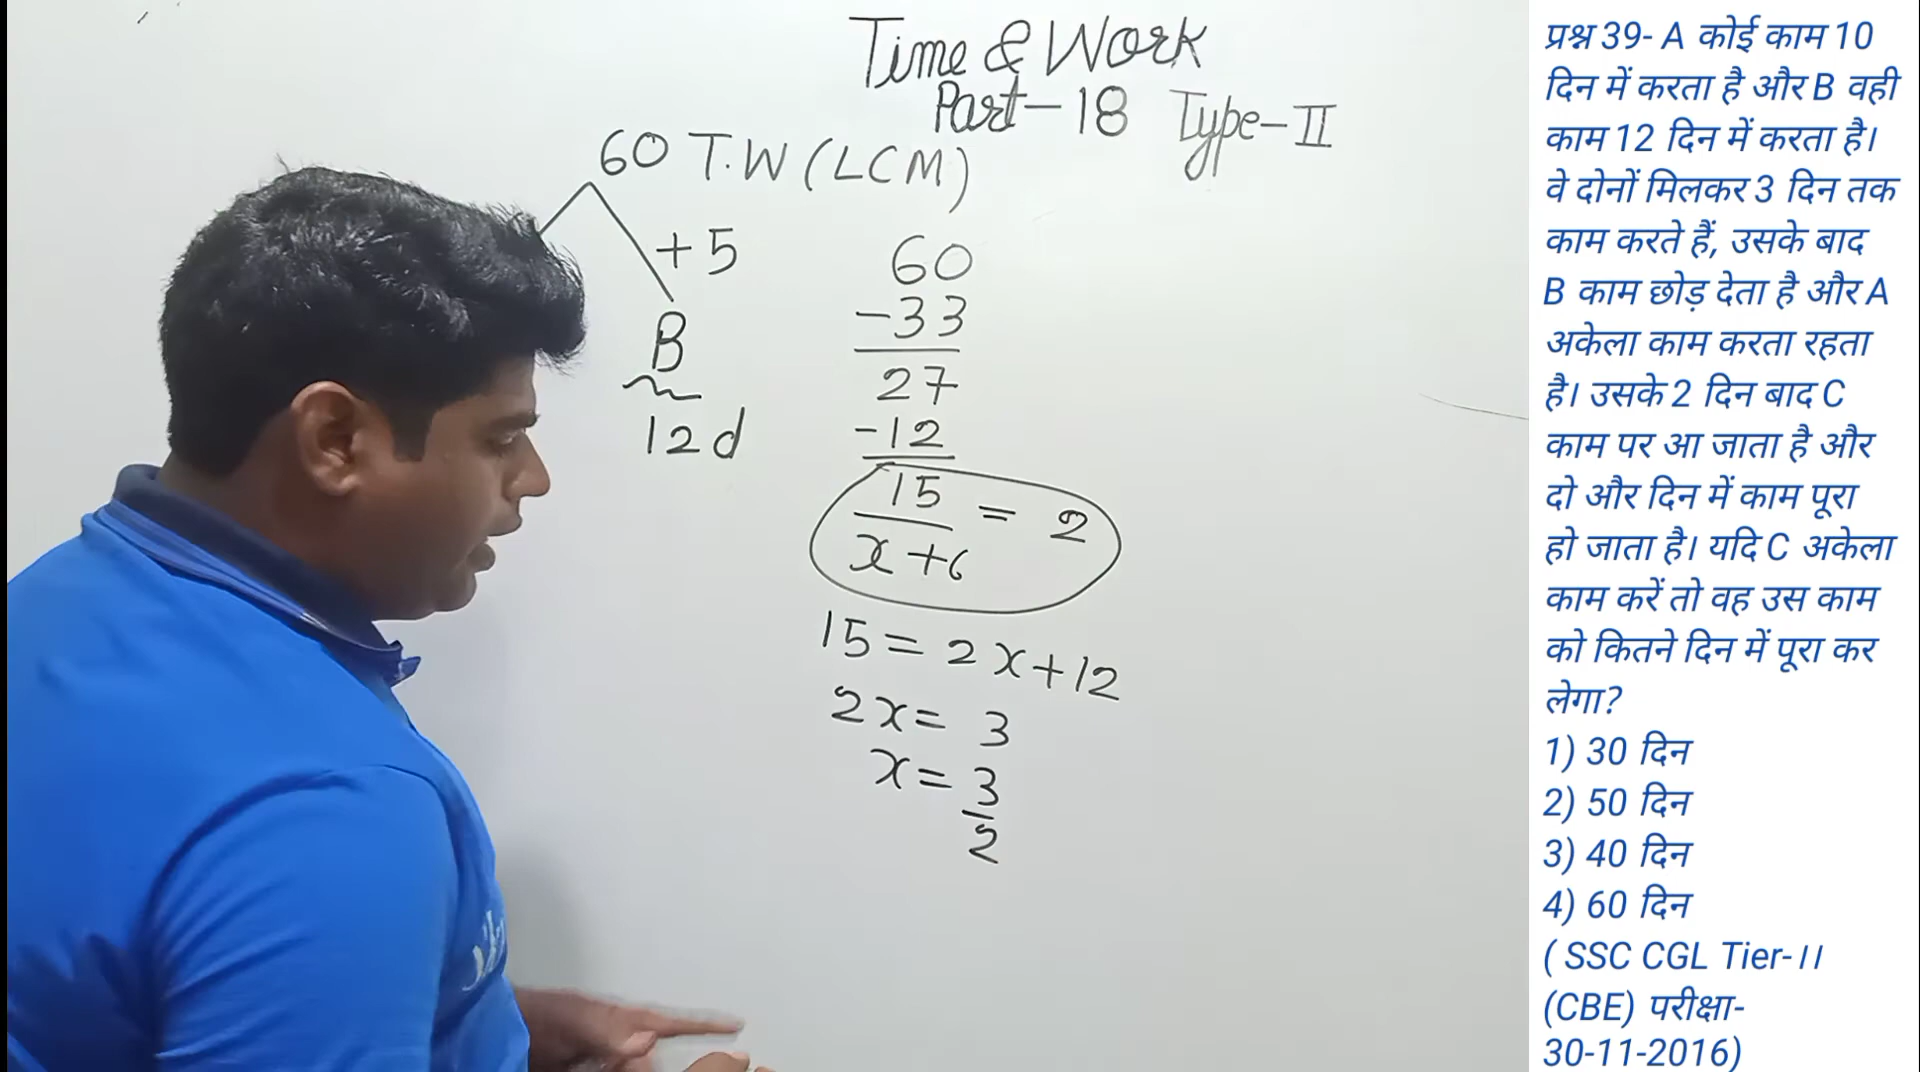 Time & Work
Part-18 Type-II
60 T.W (LCM)
+5
B
12d
60
-33
27
-12
15
x+6
= 2
15 = 2x+12
2x = 3
x = 3
2
प्रश्न 39- A कोई काम 10
दिन में करता है और B वही
काम 12 दिन में करता है।
वे दोनों मिलकर 3 दिन तक
काम करते हैं, उसके बाद
B काम छोड़ देता है और A
अकेला काम करता रहता
है। उसके 2 दिन बाद C
काम पर आ जाता है और
दो और दिन में काम पूरा
हो जाता है। यदि C अकेला
काम करें तो वह उस काम
को कितने दिन में पूरा कर
लेगा?
1) 30 दिन
2) 50 दिन
3) 40 दिन
4) 60 दिन
( SSC CGL Tier-।।
(CBE) परीक्षा-
30-11-2016)